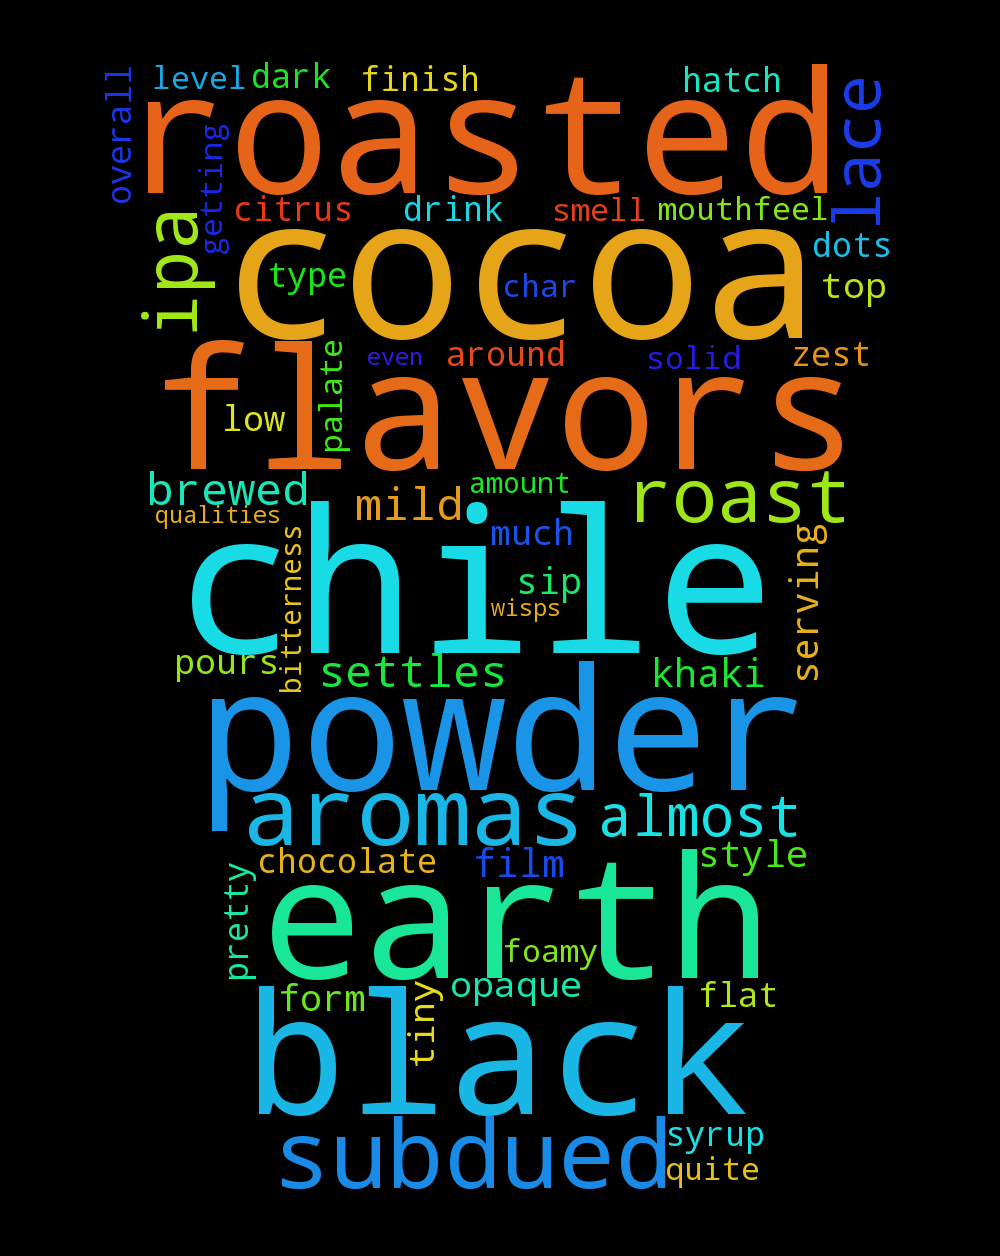 level dark finish hatch
overall
roasted
lace
getting
ipa
citrus drink smell mouthfeel
cocoa
dots
type char top
even around solid zest
palate
flavors
low
brewed mild amount roast
qualities
much
chile
sip
wisps
bitterness
serving
pours settles khaki
powder
aromas almost
chocolate film style
pretty
earth
foamy
form opaque flat
tiny
black
subdued syrup
quite